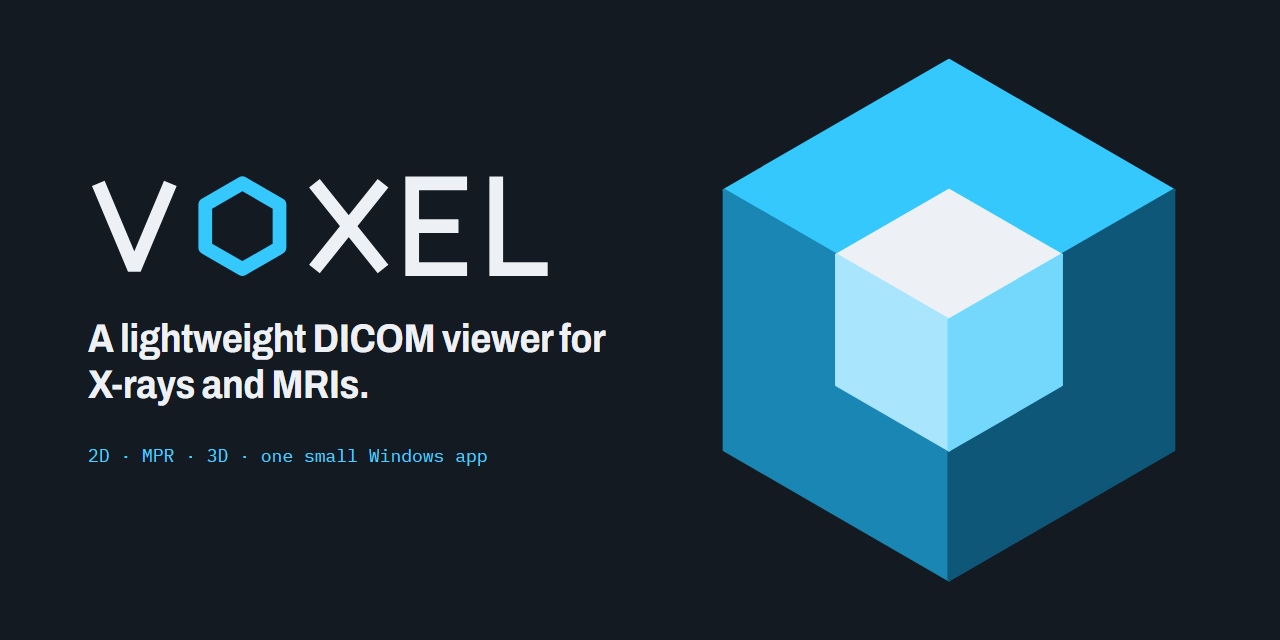 VOXEL
A lightweight DICOM viewer for
X-rays and MRIs.
2D · MPR · 3D · one small Windows app